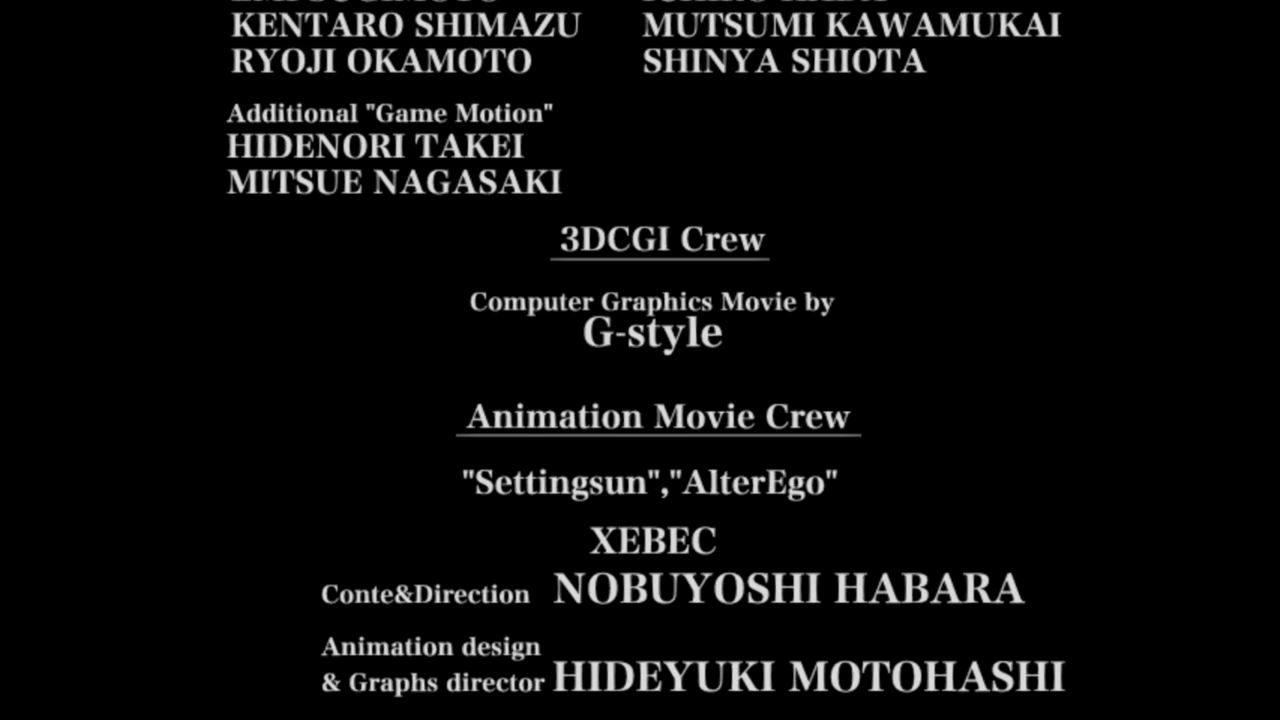 KENTARO SHIMAZU MUTSUMI KAWAMUKAI
RYOJI OKAMOTO SHINYA SHIOTA
Additional "Game Motion"
HIDENORI TAKEI
MITSUE NAGASAKI
3DCGI Crew
Computer Graphics Movie by
G-style
Animation Movie Crew
"Settingsun","AlterEgo"
XEBEC
Conte&Direction NOBUYOSHI HABARA
Animation design
& Graphs director HIDEYUKI MOTOHASHI